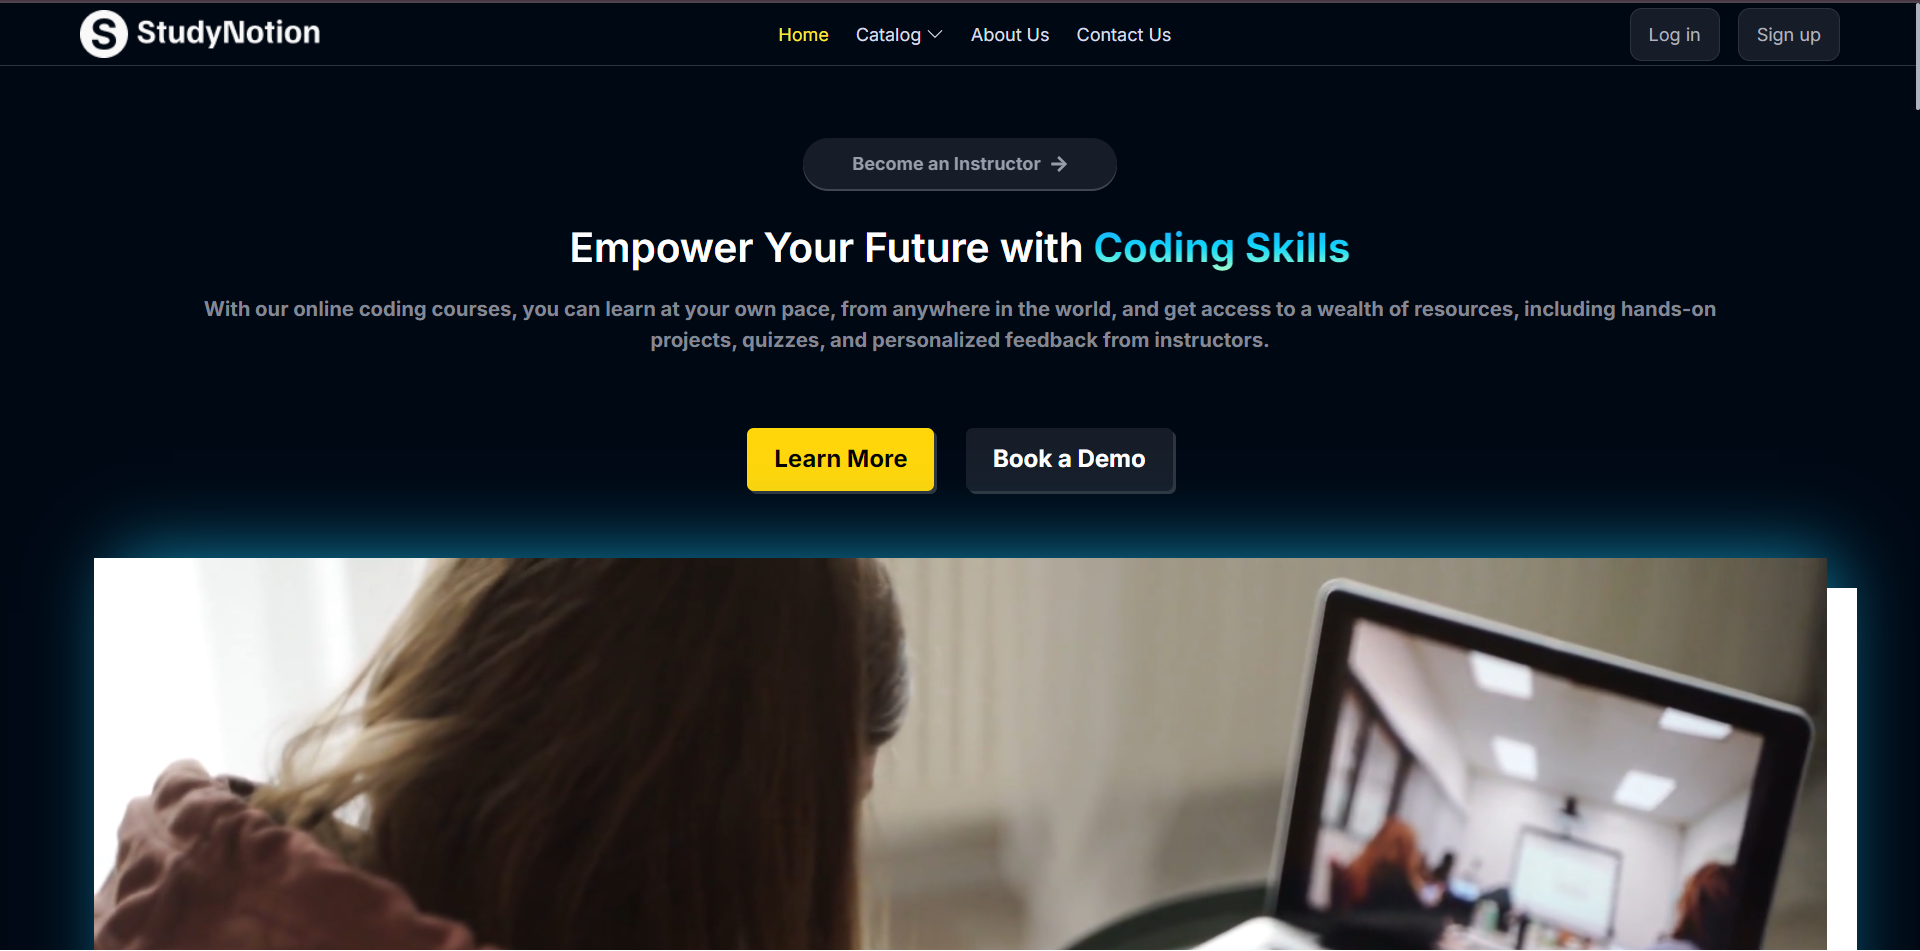 StudyNotion
Home Catalog About Us Contact Us
Log in Sign up
Become an Instructor
Empower Your Future with Coding Skills
With our online coding courses, you can learn at your own pace, from anywhere in the world, and get access to a wealth of resources, including hands-on
projects, quizzes, and personalized feedback from instructors.
Learn More Book a Demo